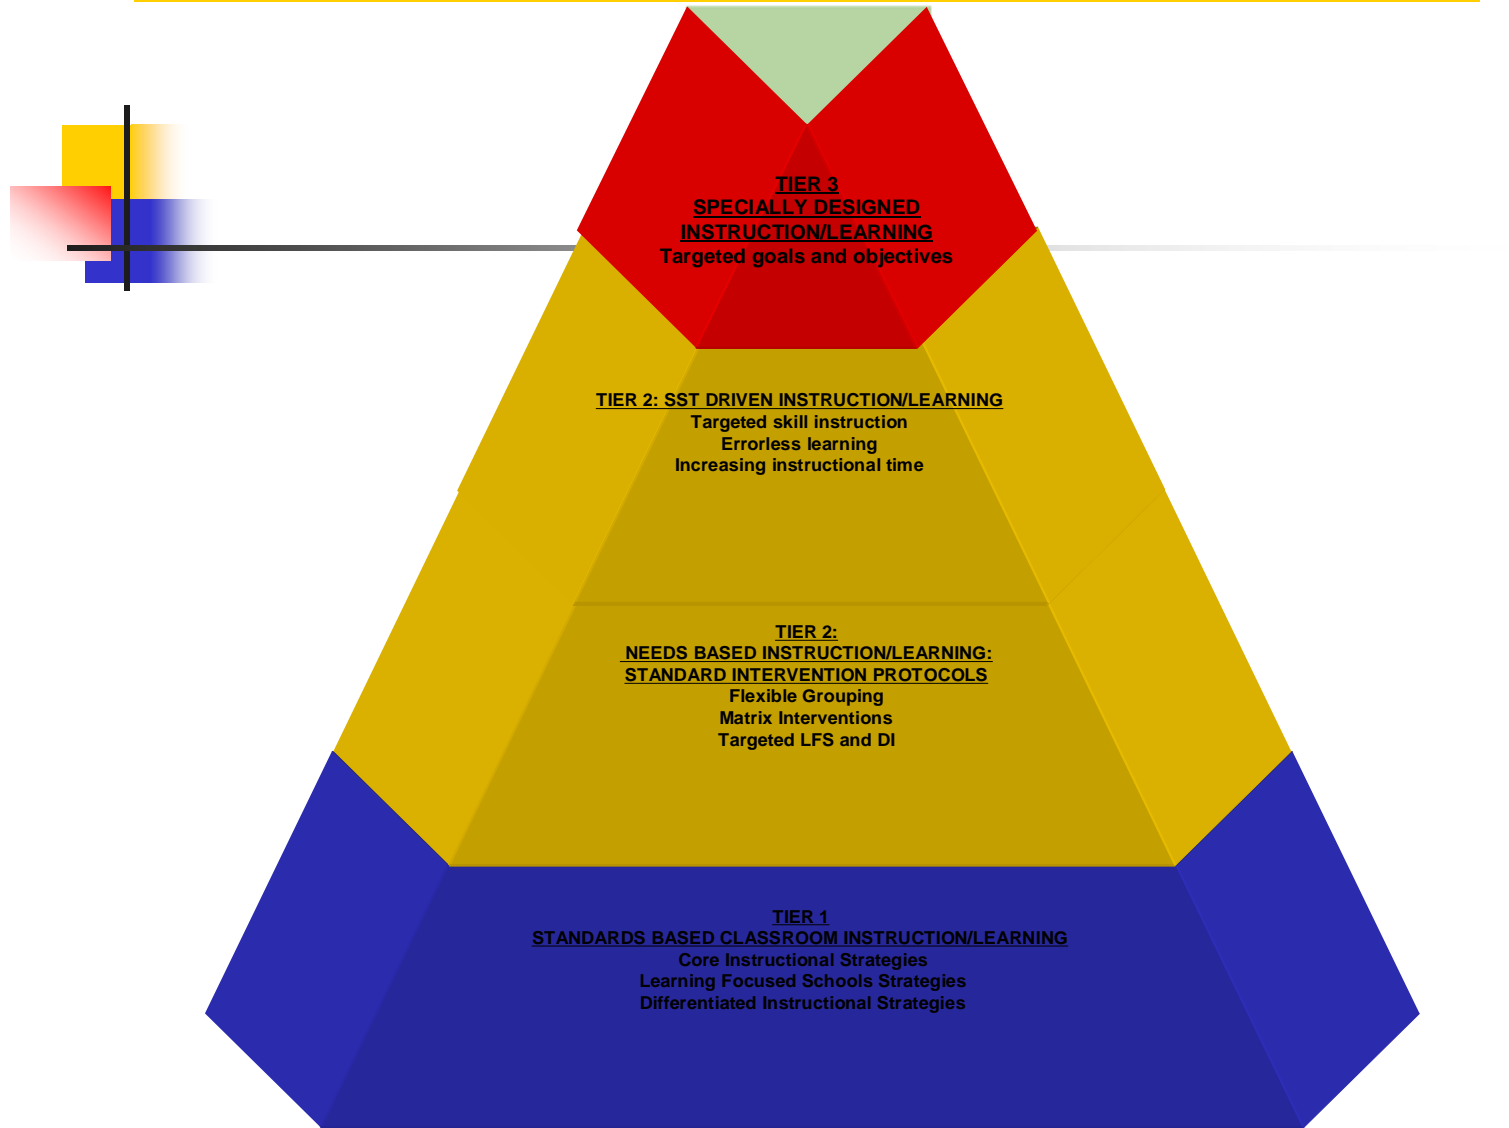 TIER 3
SPECIALLY DESIGNED
INSTRUCTION/LEARNING
Targeted goals and objectives
TIER 2: SST DRIVEN INSTRUCTION/LEARNING
Targeted skill instruction
Errorless learning
Increasing instructional time
TIER 2:
NEEDS BASED INSTRUCTION/LEARNING:
STANDARD INTERVENTION PROTOCOLS
Flexible Grouping
Matrix Interventions
Targeted LFS and DI
TIER 1
STANDARDS BASED CLASSROOM INSTRUCTION/LEARNING
Core Instructional Strategies
Learning Focused Schools Strategies
Differentiated Instructional Strategies